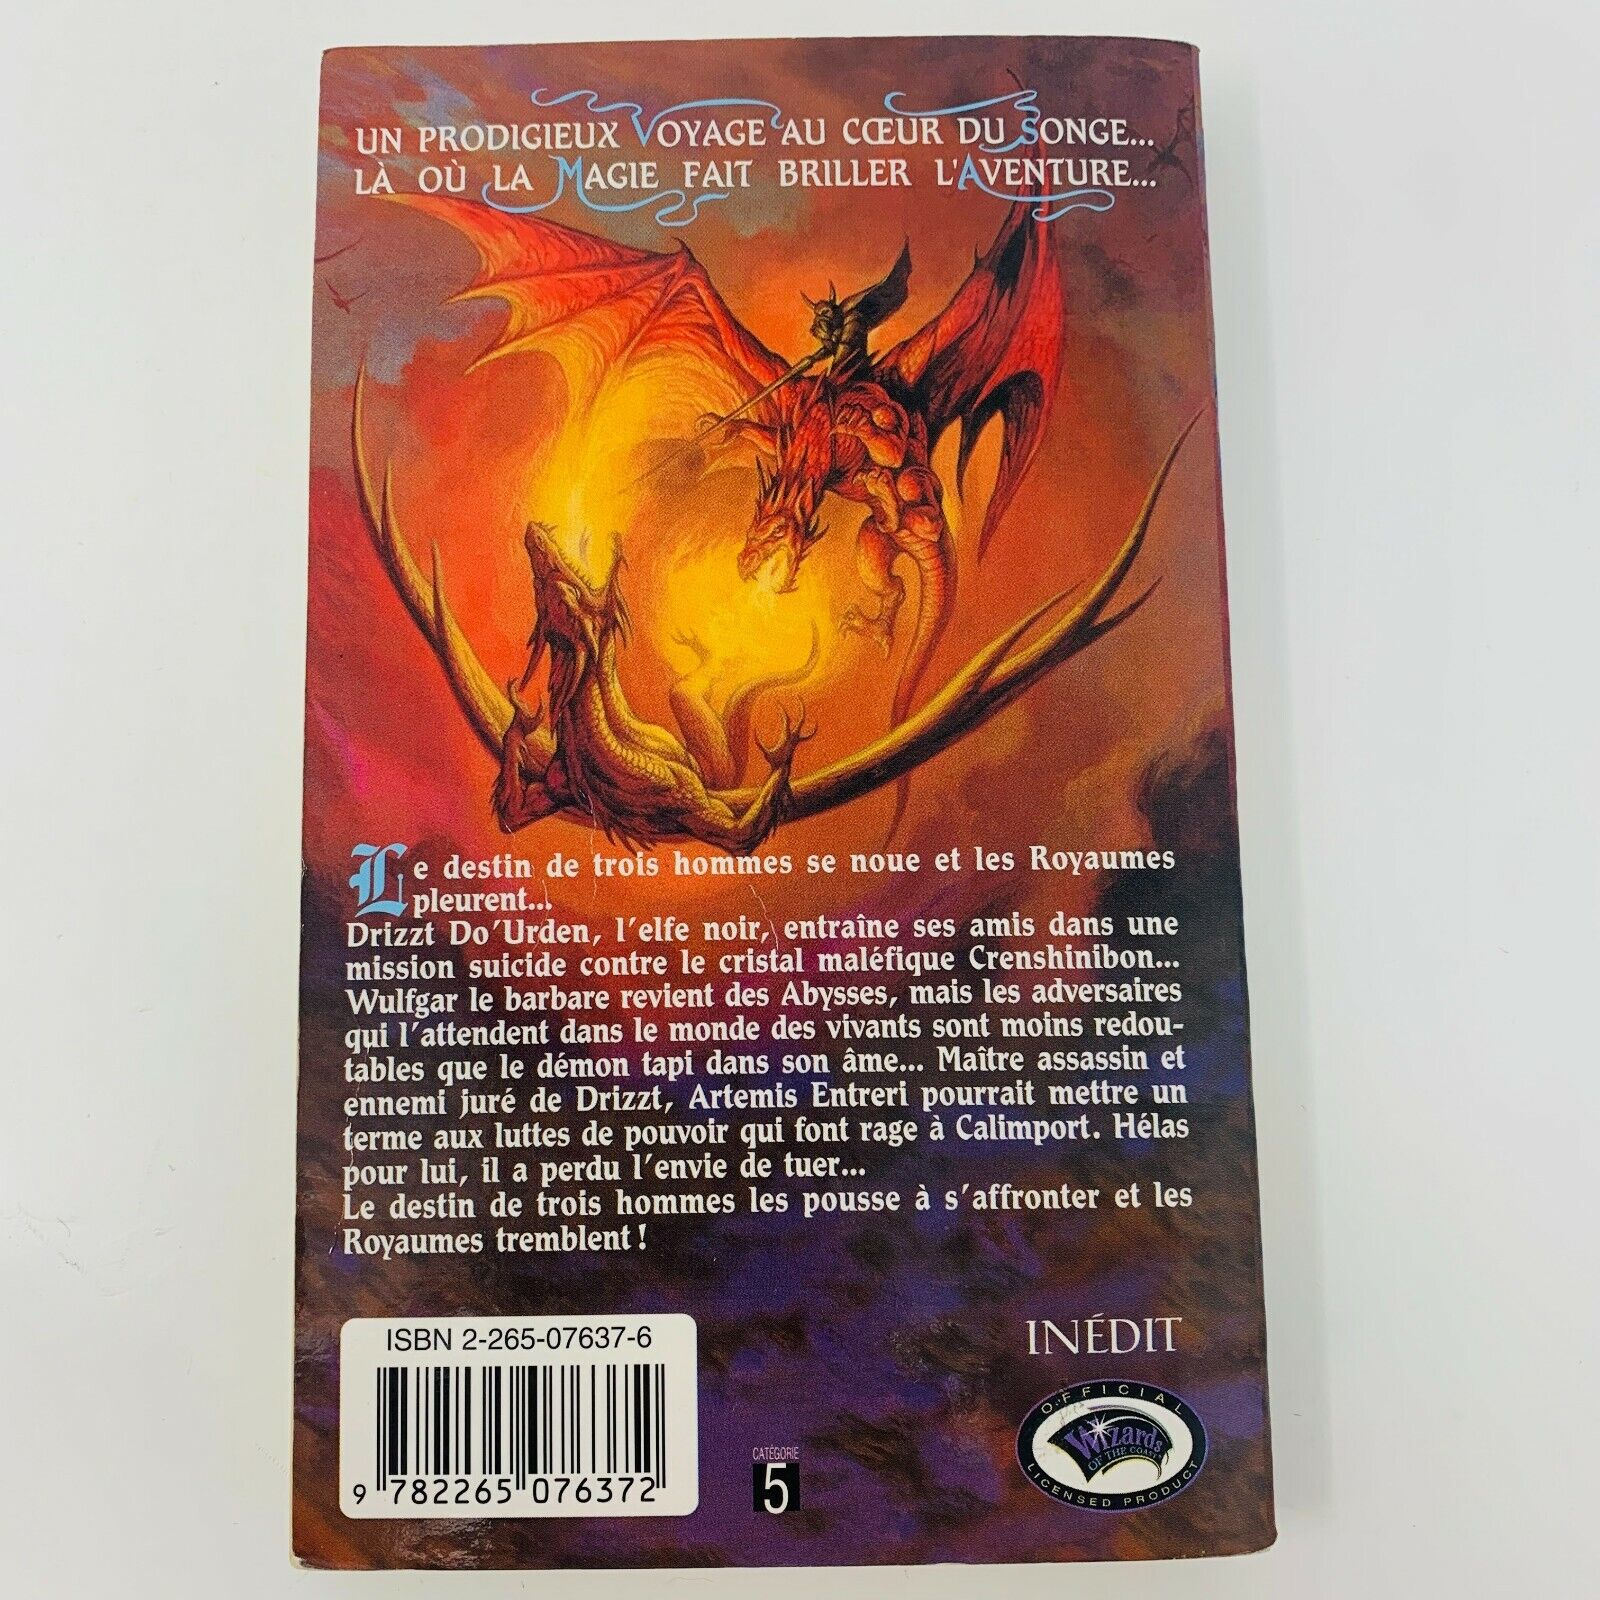 UN PRODIGIEUX VOYAGE AU CŒUR DU SONGE...
LÀ OÙ LA MAGIE FAIT BRILLER L'AVENTURE...
Le destin de trois hommes se noue et les Royaumes
pleurent...
Drizzt Do'Urden, l'elfe noir, entraîne ses amis dans une
mission suicide contre le cristal maléfique Crenshinibon...
Wulfgar le barbare revient des Abysses, mais les adversaires
qui l'attendent dans le monde des vivants sont moins redou-
tables que le démon tapi dans son âme... Maître assassin et
ennemi juré de Drizzt, Artemis Entreri pourrait mettre un
terme aux luttes de pouvoir qui font rage à Calimport. Hélas
pour lui, il a perdu l'envie de tuer...
Le destin de trois hommes les pousse à s'affronter et les
Royaumes tremblent !
ISBN 2-265-07637-6
9 782265 076372
CATÉGORIE
5
INÉDIT
OFFICIAL
Wizards
OF THE COAST
LICENSED PRODUCT